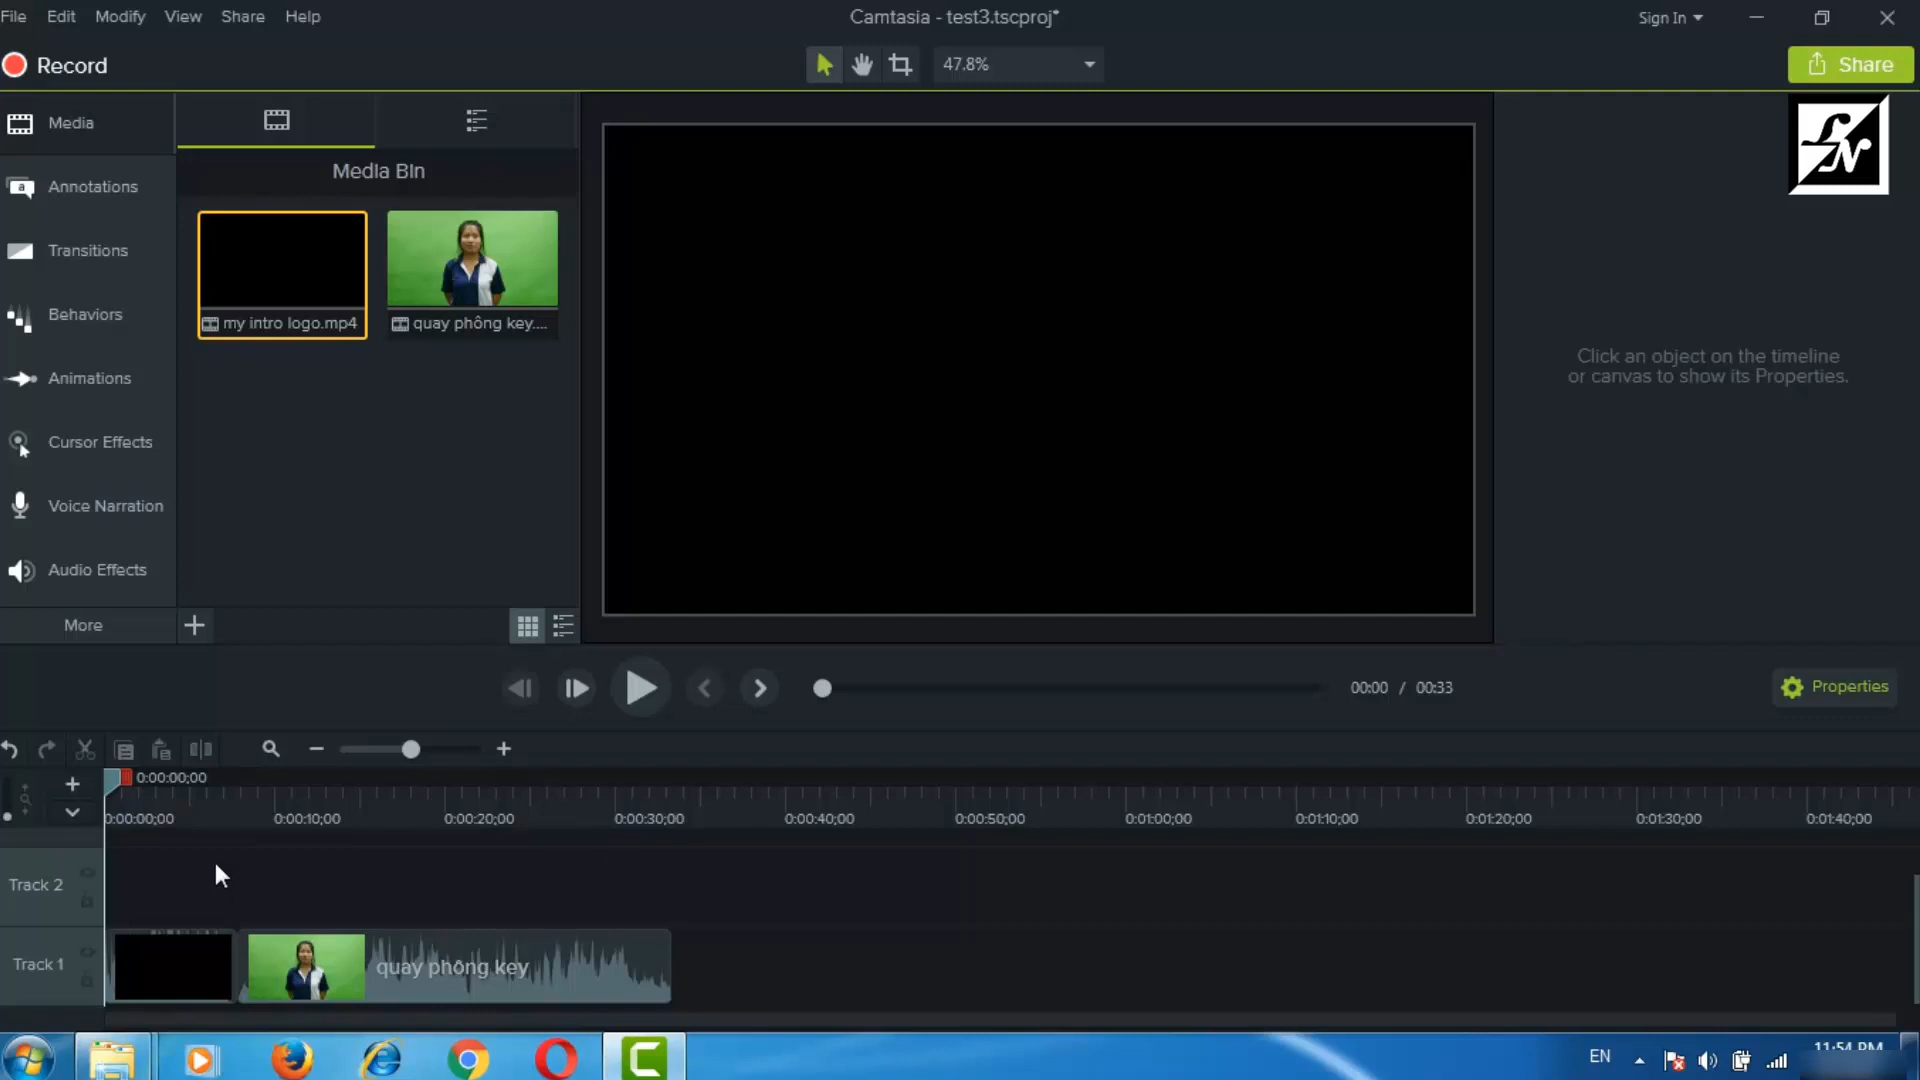 File Edit Modify View Share Help
Camtasia - test3.tscproj*
Sign In
Record
47.8%
Share
Media
Annotations
Transitions
Behaviors
Animations
Cursor Effects
Voice Narration
Audio Effects
More
Media Bin
my intro logo.mp4
quay phông key....
LN
Click an object on the timeline
or canvas to show its Properties.
00:00 / 00:33
Properties
0:00:00;00
0:00:00;00 0:00:10;00 0:00:20;00 0:00:30;00 0:00:40;00 0:00:50;00 0:01:00;00 0:01:10;00 0:01:20;00 0:01:30;00 0:01:40;00
Track 2
Track 1
quay phông key
EN
11:54 PM